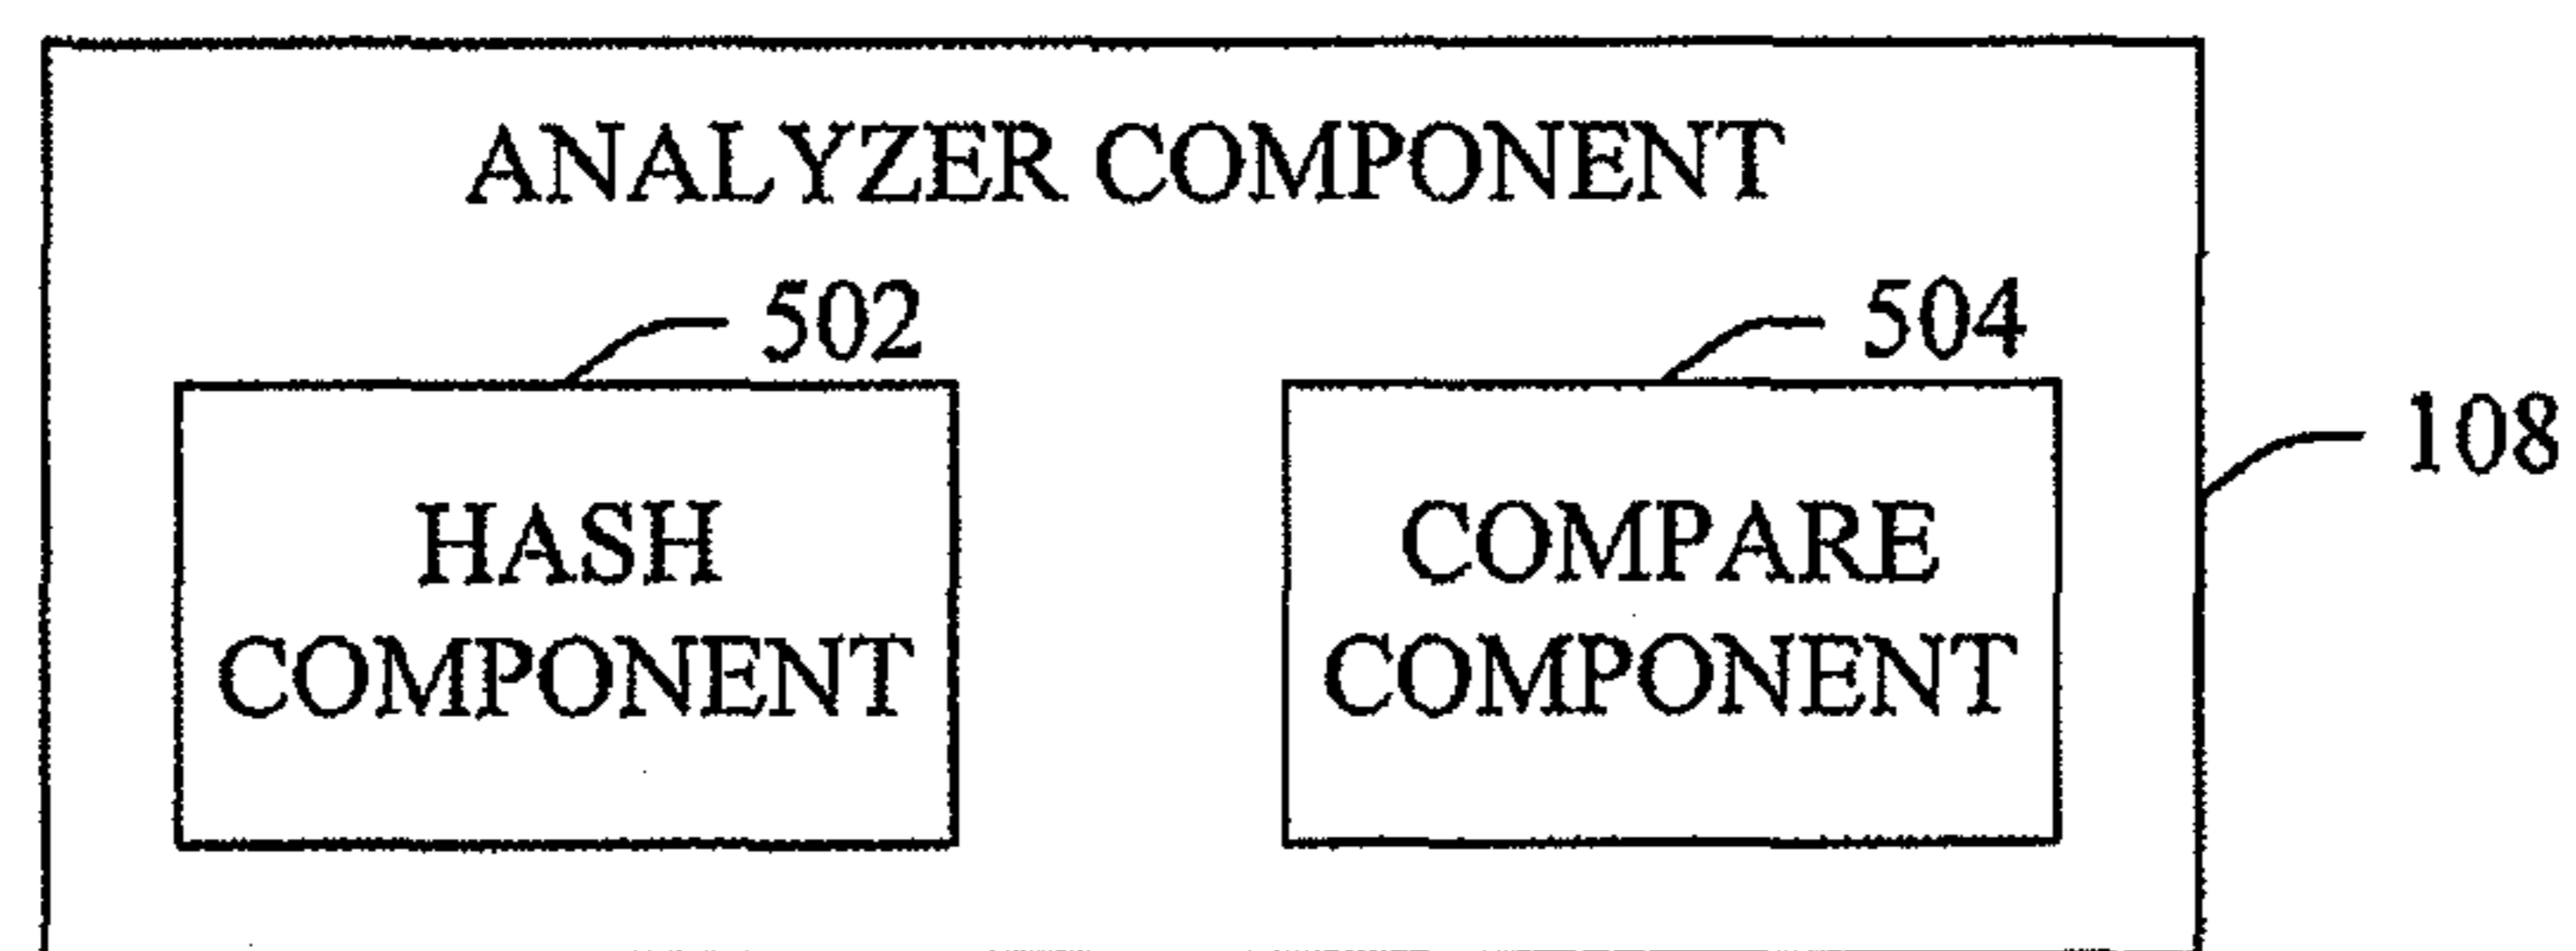 ANALYZER COMPONENT
502
504
108
HASH
COMPONENT
COMPARE
COMPONENT